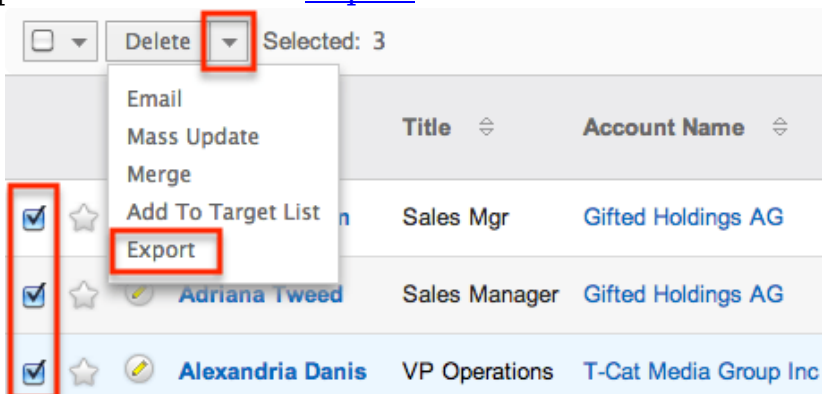 Delete Selected: 3
Email
Mass Update
Merge
Add To Target List
Export
Title Account Name
Sales Mgr Gifted Holdings AG
Adriana Tweed Sales Manager Gifted Holdings AG
Alexandria Danis VP Operations T-Cat Media Group Inc